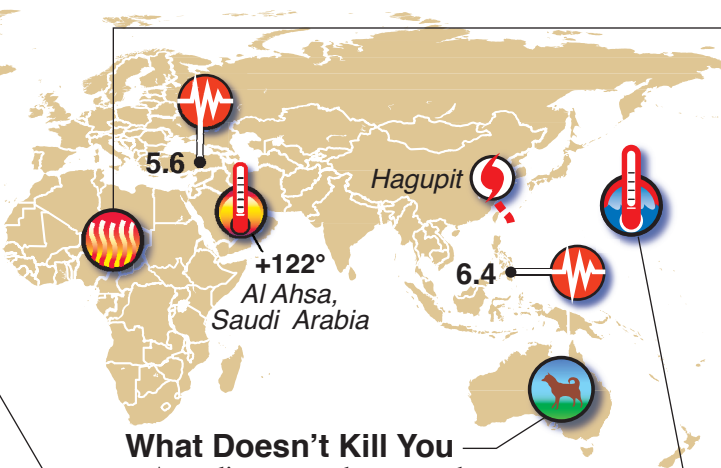 5.6
Hagupit
+122°
Al Ahsa,
Saudi Arabia
6.4
What Doesn't Kill You